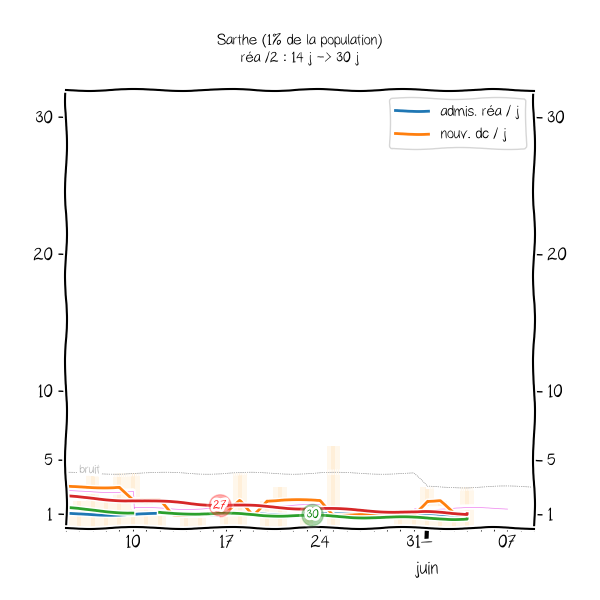 Sarthe (1% de la population)
réa /2 : 14 j -> 30 j
admis. réa / j
nouv. dc / j
30
30
20
20
10
10
5
5
bruit
27
30
1
1
10
17
24
31
07
juin